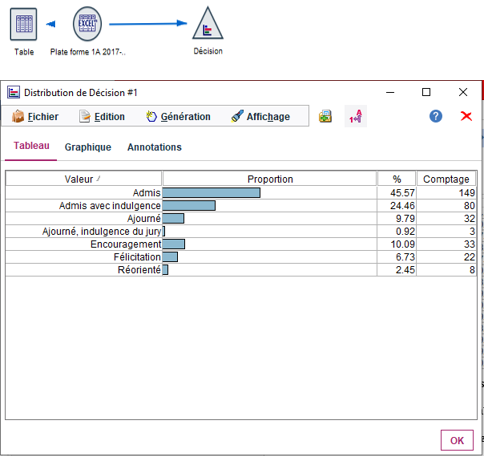 EXCEL
Table
Plate forme 1A 2017-..
Décision
Distribution de Décision #1
Fichier
Edition
Génération
Affichage
Tableau
Graphique
Annotations
Valeur Proportion % Comptage
Admis 45.57 149
Admis avec indulgence 24.46 80
Ajourné 9.79 32
Ajourné, indulgence du jury 0.92 3
Encouragement 10.09 33
Félicitation 6.73 22
Réorienté 2.45 8
OK